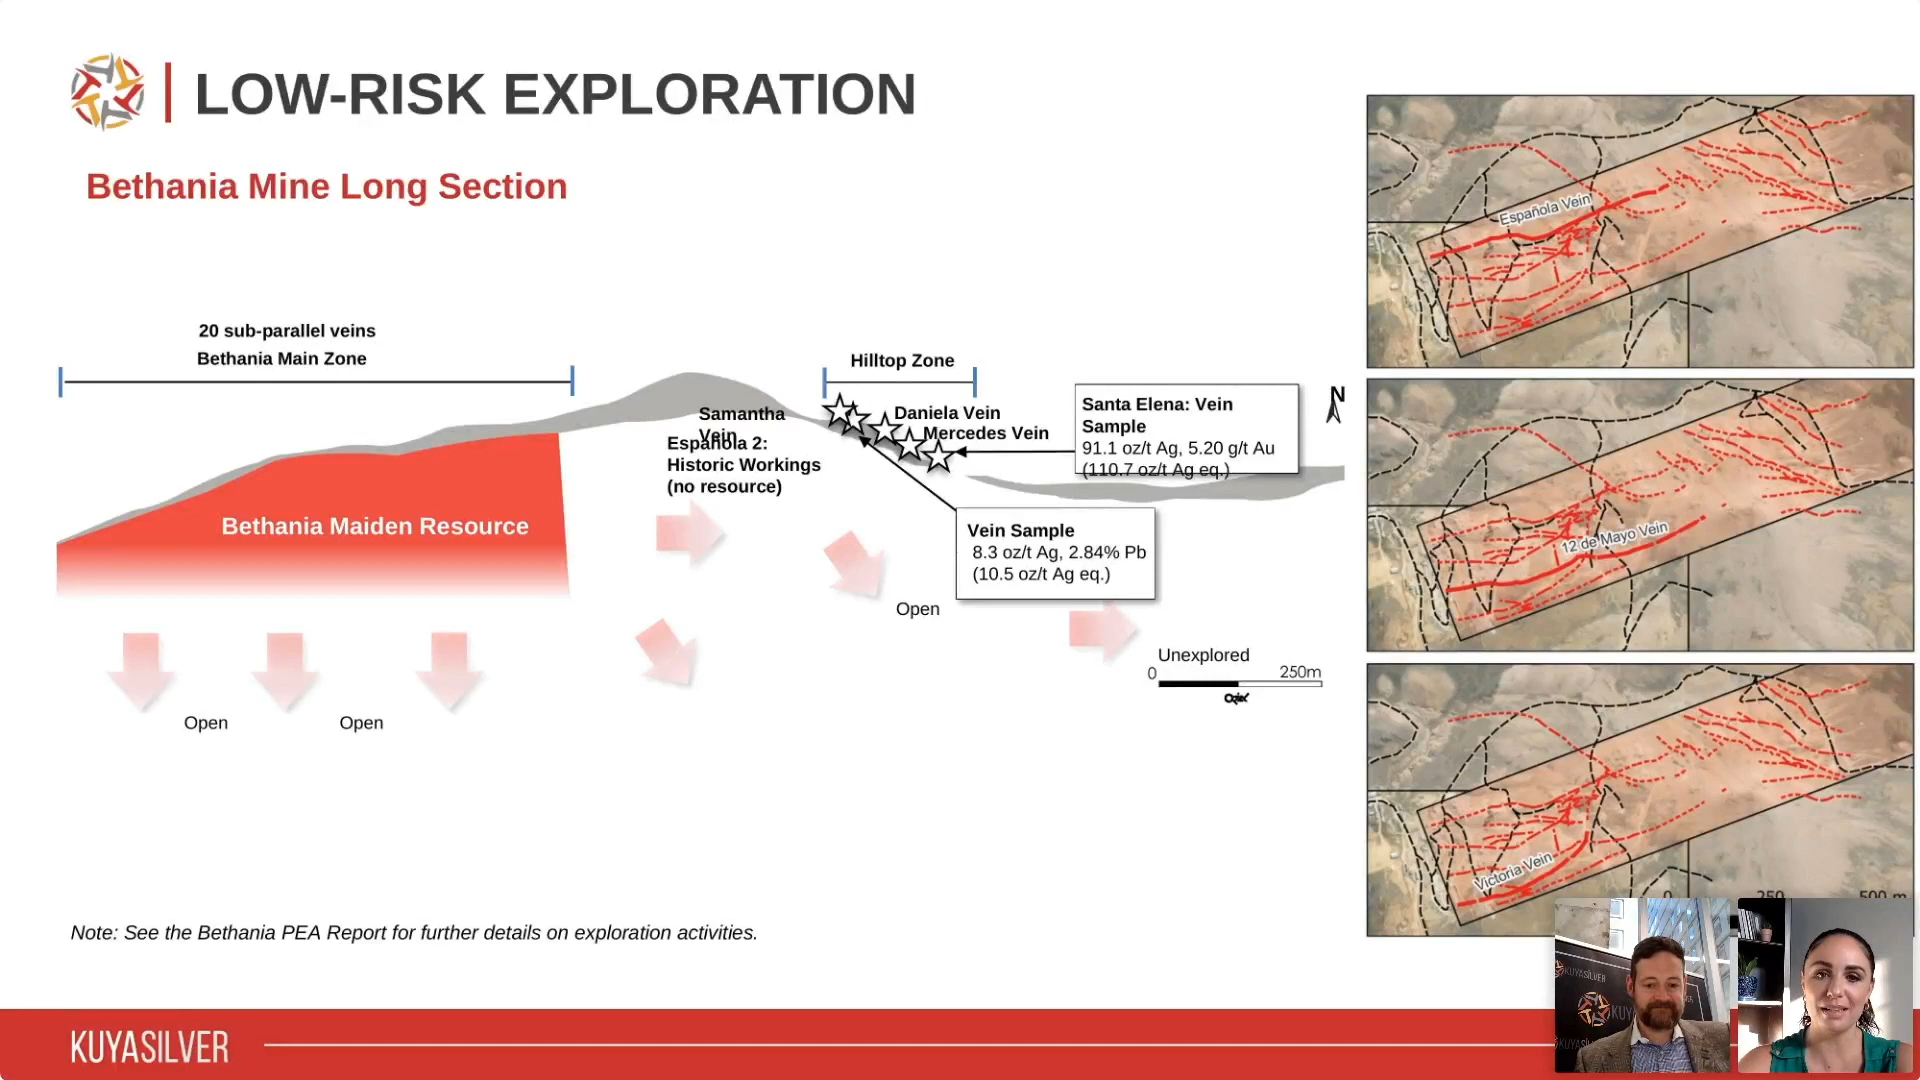 LOW-RISK EXPLORATION
Bethania Mine Long Section
20 sub-parallel veins
Bethania Main Zone
Hilltop Zone
Samantha
Vein
Española 2:
Historic Workings
(no resource)
Daniela Vein
Mercedes Vein
Santa Elena: Vein
Sample
91.1 oz/t Ag, 5.20 g/t Au
(110.7 oz/t Ag eq.)
N
Bethania Maiden Resource
Vein Sample
8.3 oz/t Ag, 2.84% Pb
(10.5 oz/t Ag eq.)
Open
Unexplored
0 250m
Open
Open
Española Vein
12 de Mayo Vein
Victoria Vein
0 250 500 m
Note: See the Bethania PEA Report for further details on exploration activities.
KUYASILVER
KUYASILVER